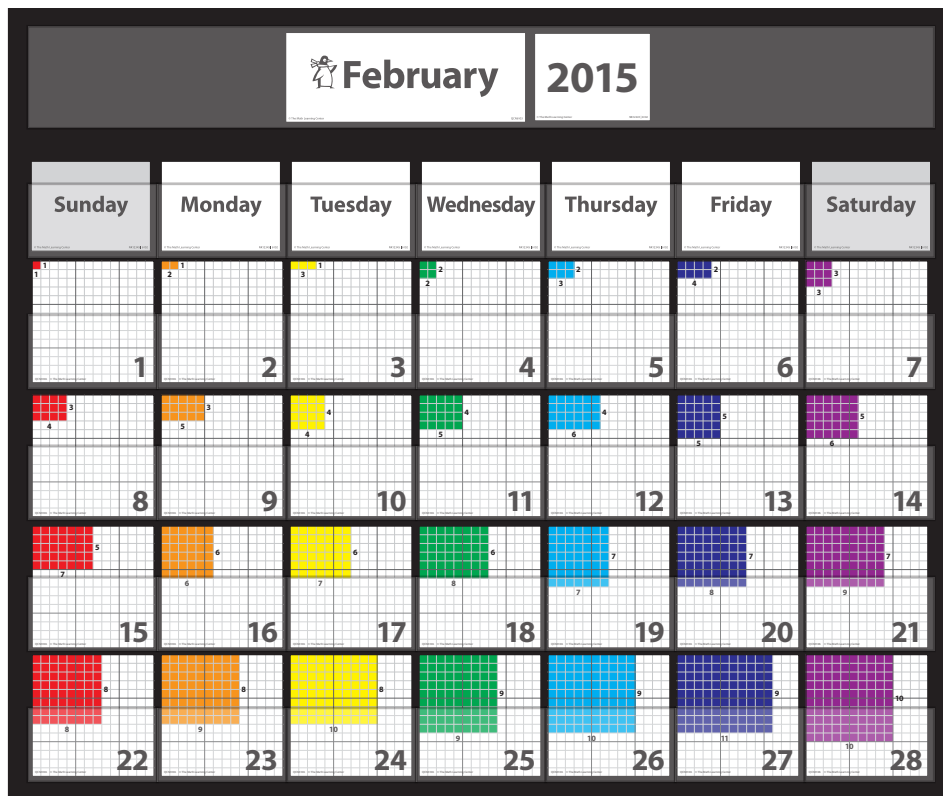 February
2015
Sunday Monday Tuesday Wednesday Thursday Friday Saturday
1 1 1 2 2 2 3
1 2 3 2 3 4 3
1 2 3 4 5 6 7
3 3 4 4 4 5 5
4 5 4 5 6 5 6
8 9 10 11 12 13 14
5 6 6 6 7 7 7
7 6 7 8 7 8 9
15 16 17 18 19 20 21
8 8 8 9 9 9 10
8 9 10 9 10 11 10
22 23 24 25 26 27 28